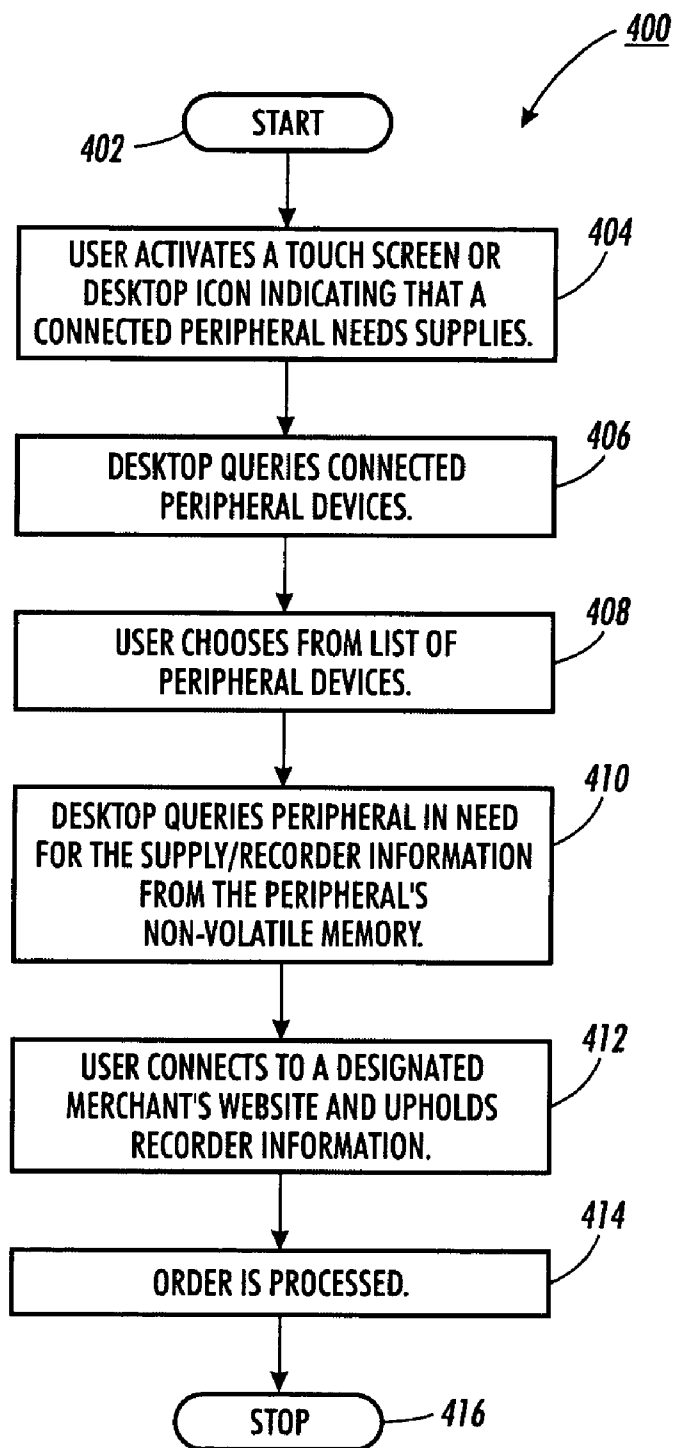 400
START
402
USER ACTIVATES A TOUCH SCREEN OR
DESKTOP ICON INDICATING THAT A
CONNECTED PERIPHERAL NEEDS SUPPLIES.
404
DESKTOP QUERIES CONNECTED
PERIPHERAL DEVICES.
406
USER CHOOSES FROM LIST OF
PERIPHERAL DEVICES.
408
DESKTOP QUERIES PERIPHERAL IN NEED
FOR THE SUPPLY/RECORDER INFORMATION
FROM THE PERIPHERAL'S
NON-VOLATILE MEMORY.
410
USER CONNECTS TO A DESIGNATED
MERCHANT'S WEBSITE AND UPHOLDS
RECORDER INFORMATION.
412
ORDER IS PROCESSED.
414
STOP
416